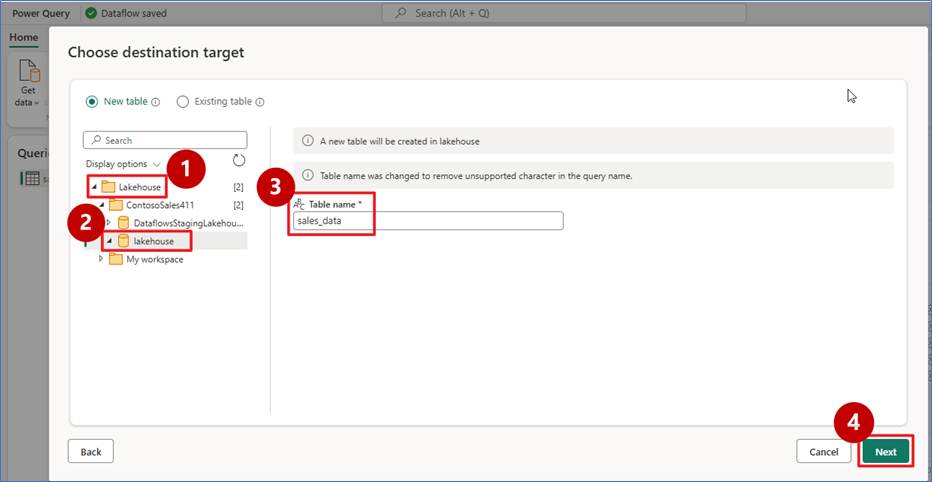 Power Query
Dataflow saved
Search (Alt + Q)
Home
Get
data
Choose destination target
New table
Existing table
Search
Display options
1
Lakehouse
[2]
ContosoSales411
[2]
2
DataflowsStagingLakehou...
lakehouse
My workspace
A new table will be created in lakehouse
Table name was changed to remove unsupported character in the query name.
3
Table name *
sales_data
4
Back
Cancel
Next